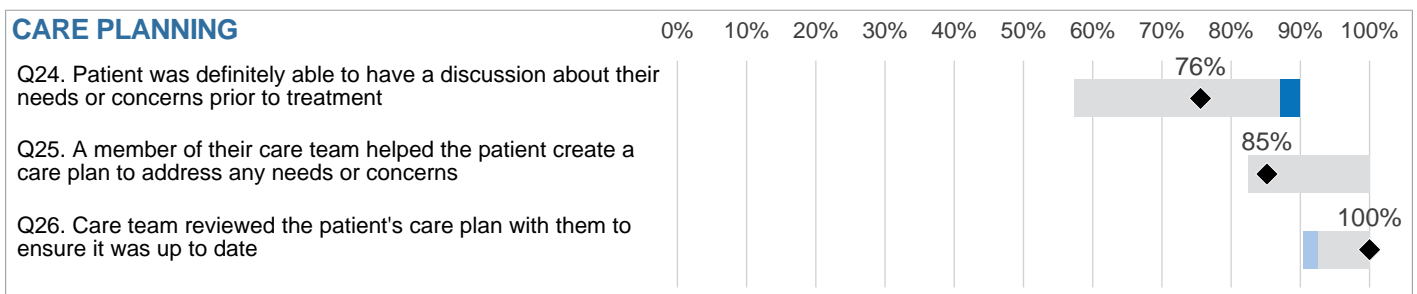 CARE PLANNING
0% 10% 20% 30% 40% 50% 60% 70% 80% 90% 100%
Q24. Patient was definitely able to have a discussion about their
needs or concerns prior to treatment
76%
Q25. A member of their care team helped the patient create a
care plan to address any needs or concerns
85%
Q26. Care team reviewed the patient's care plan with them to
ensure it was up to date
100%